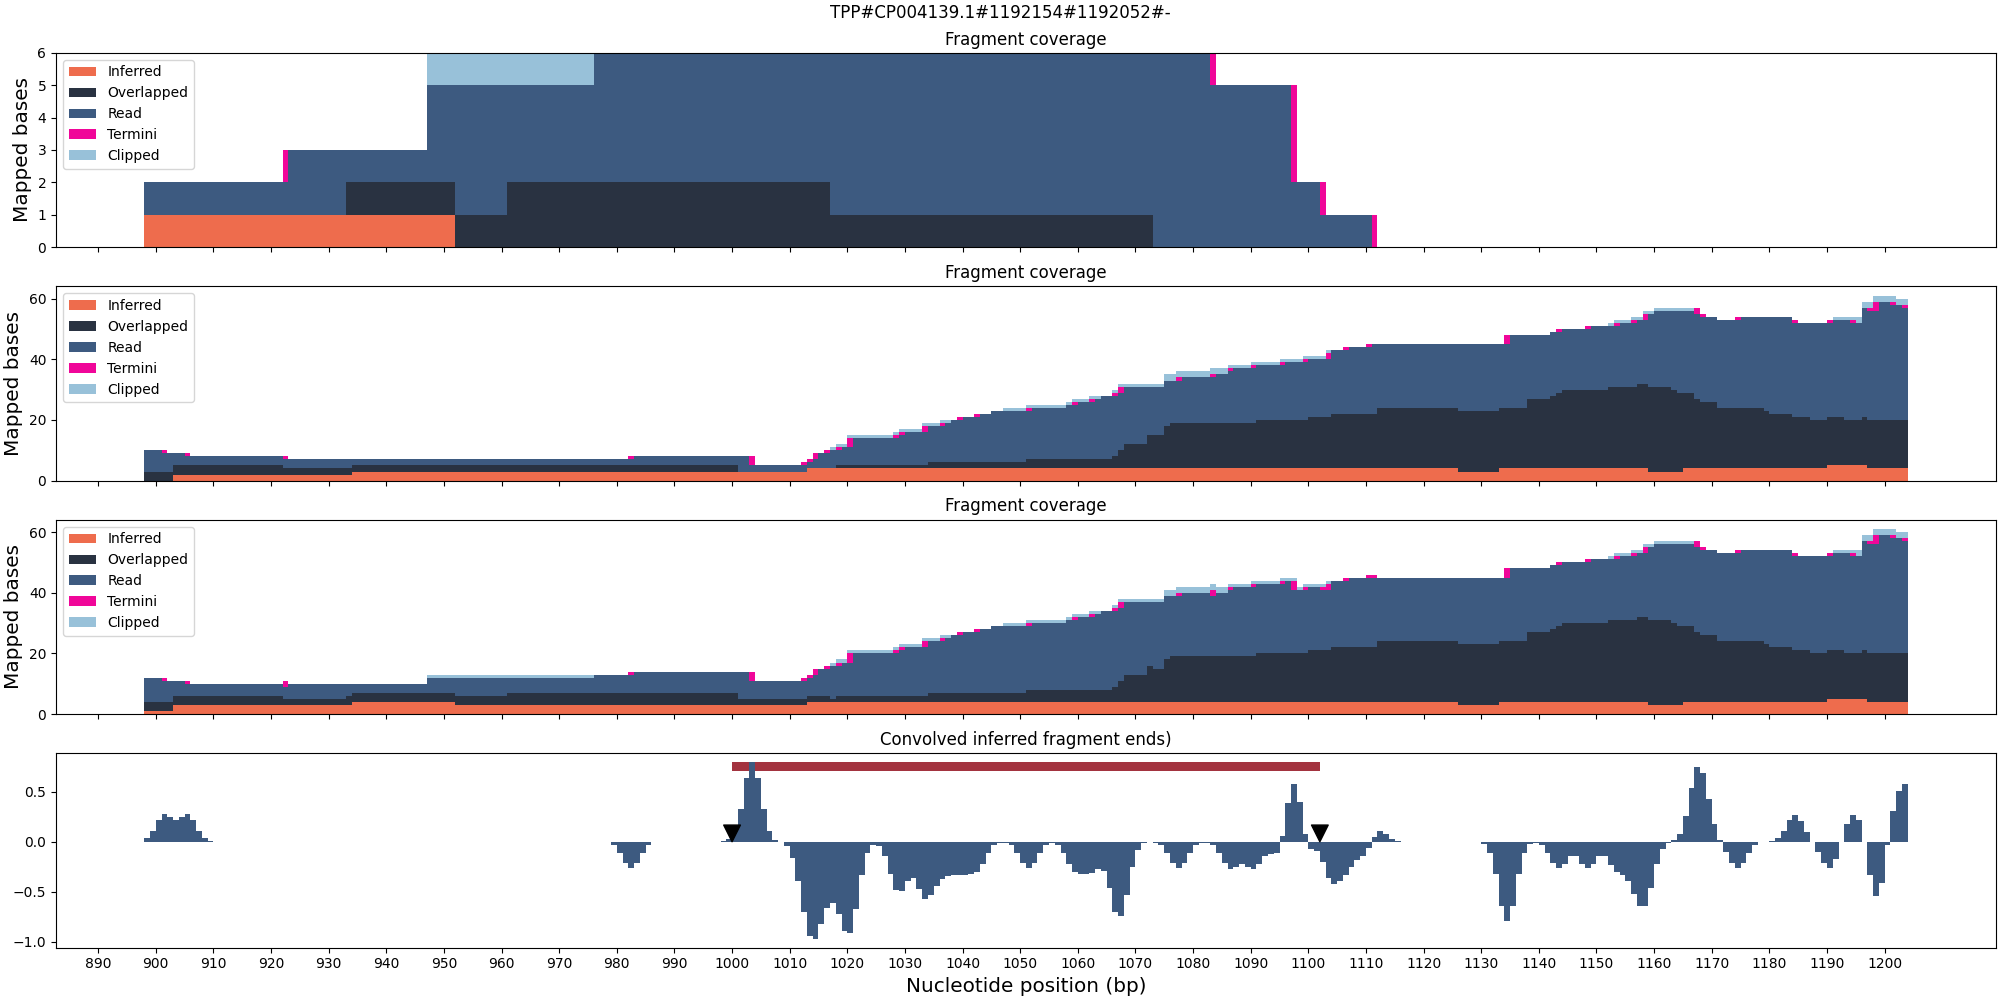 TPP#CP004139.1#1192154#1192052#-
Fragment coverage
Mapped bases
6
5
4
3
2
1
0
Inferred
Overlapped
Read
Termini
Clipped
Fragment coverage
Mapped bases
60
40
20
0
Inferred
Overlapped
Read
Termini
Clipped
Fragment coverage
Mapped bases
60
40
20
0
Inferred
Overlapped
Read
Termini
Clipped
Convolved inferred fragment ends)
0.5
0.0
−0.5
−1.0
890 900 910 920 930 940 950 960 970 980 990 1000 1010 1020 1030 1040 1050 1060 1070 1080 1090 1100 1110 1120 1130 1140 1150 1160 1170 1180 1190 1200
Nucleotide position (bp)